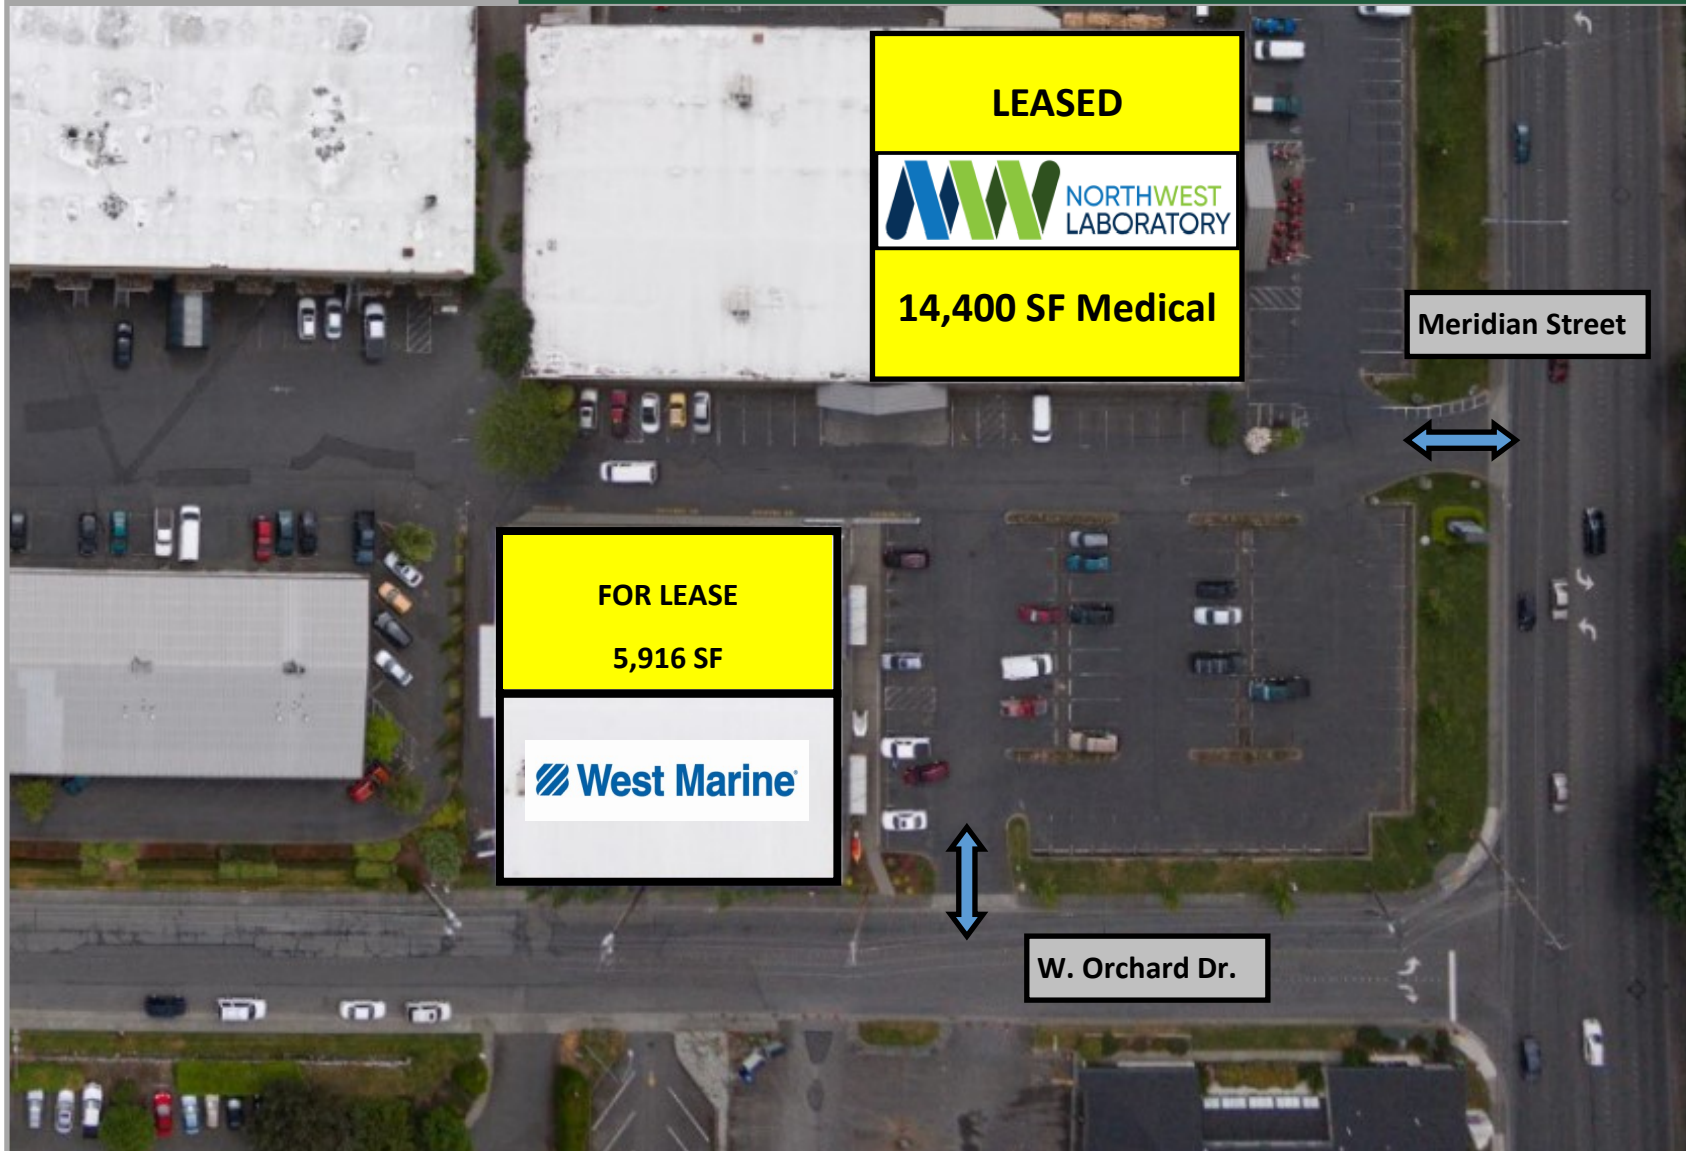 LEASED
NORTHWEST
LABORATORY
14,400 SF Medical
Meridian Street
FOR LEASE
5,916 SF
West Marine
W. Orchard Dr.